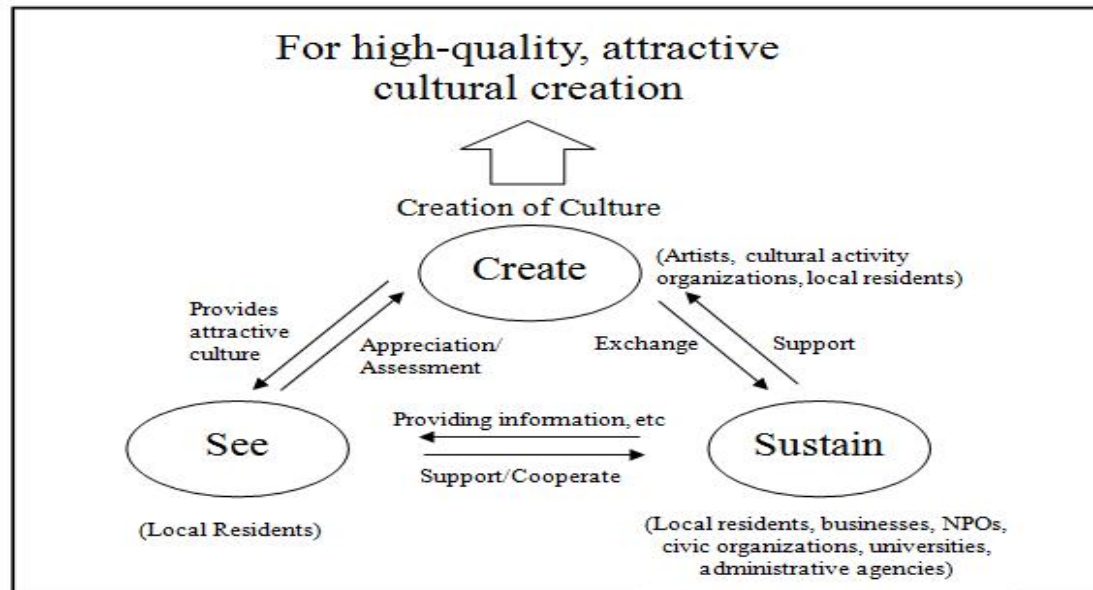 For high-quality, attractive
cultural creation
Creation of Culture
Create
(Artists, cultural activity
organizations, local residents)
Provides
attractive
culture
Appreciation/
Assessment
Exchange
Support
See
Providing information, etc
Support/Cooperate
Sustain
(Local Residents)
(Local residents, businesses, NPOs,
civic organizations, universities,
administrative agencies)